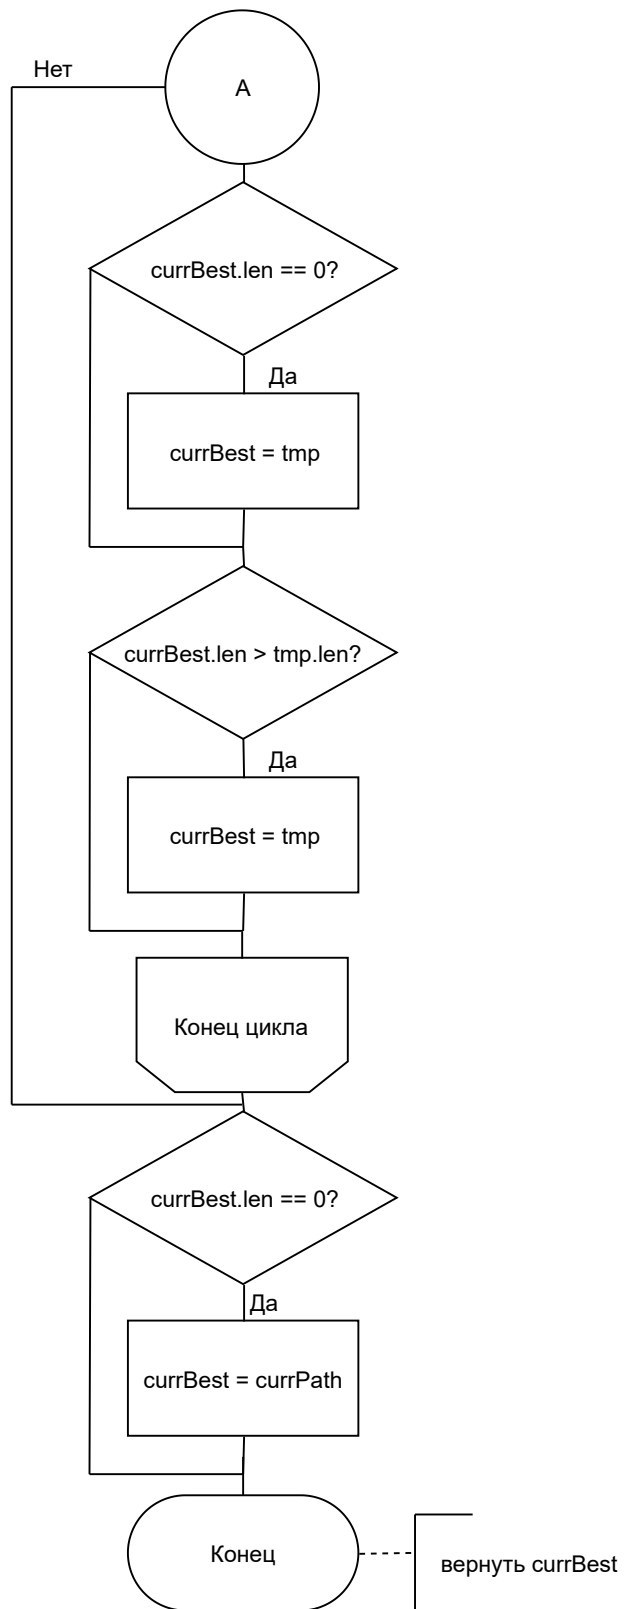 Нет
A
currBest.len == 0?
Да
currBest = tmp
currBest.len > tmp.len?
Да
currBest = tmp
Конец цикла
currBest.len == 0?
Да
currBest = currPath
Конец
вернуть currBest